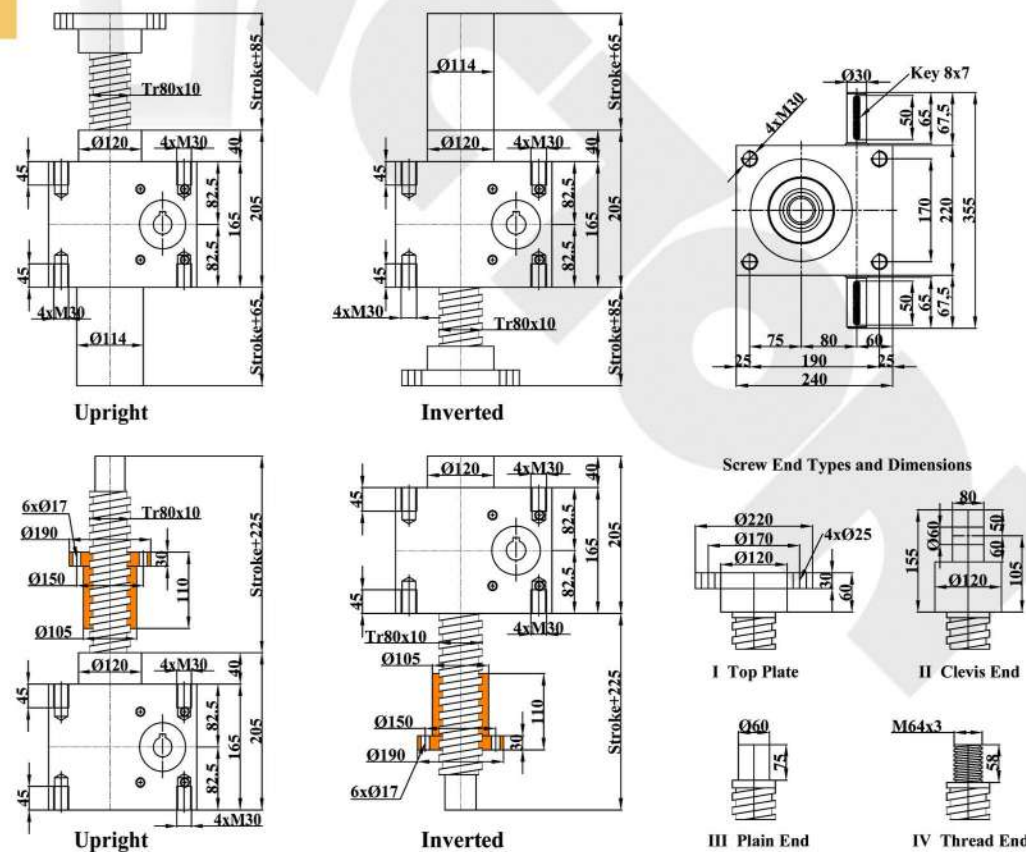 Tr80x10
Ø120
4xM30
45
40
82.5
165
205
82.5
45
4xM30
Ø114
Stroke+85
Stroke+65
Upright
Ø114
Ø120
4xM30
45
40
82.5
165
205
82.5
45
4xM30
Tr80x10
Stroke+65
Stroke+85
Inverted
Ø30
Key 8x7
4xM30
50
65
67.5
170
220
355
50
65
67.5
75
80
60
25
190
25
240
6xØ17
Tr80x10
Ø190
30
Ø150
110
Ø105
Stroke+225
Ø120
4xM30
45
40
82.5
165
205
82.5
45
4xM30
Upright
Ø120
4xM30
45
40
82.5
165
205
82.5
45
4xM30
Tr80x10
Ø105
110
Ø150
30
Ø190
6xØ17
Stroke+225
Inverted
Screw End Types and Dimensions
Ø220
Ø170
4xØ25
Ø120
30
60
I Top Plate
80
50
Ø60
60
155
105
Ø120
II Clevis End
Ø60
75
III Plain End
M64x3
58
IV Thread End